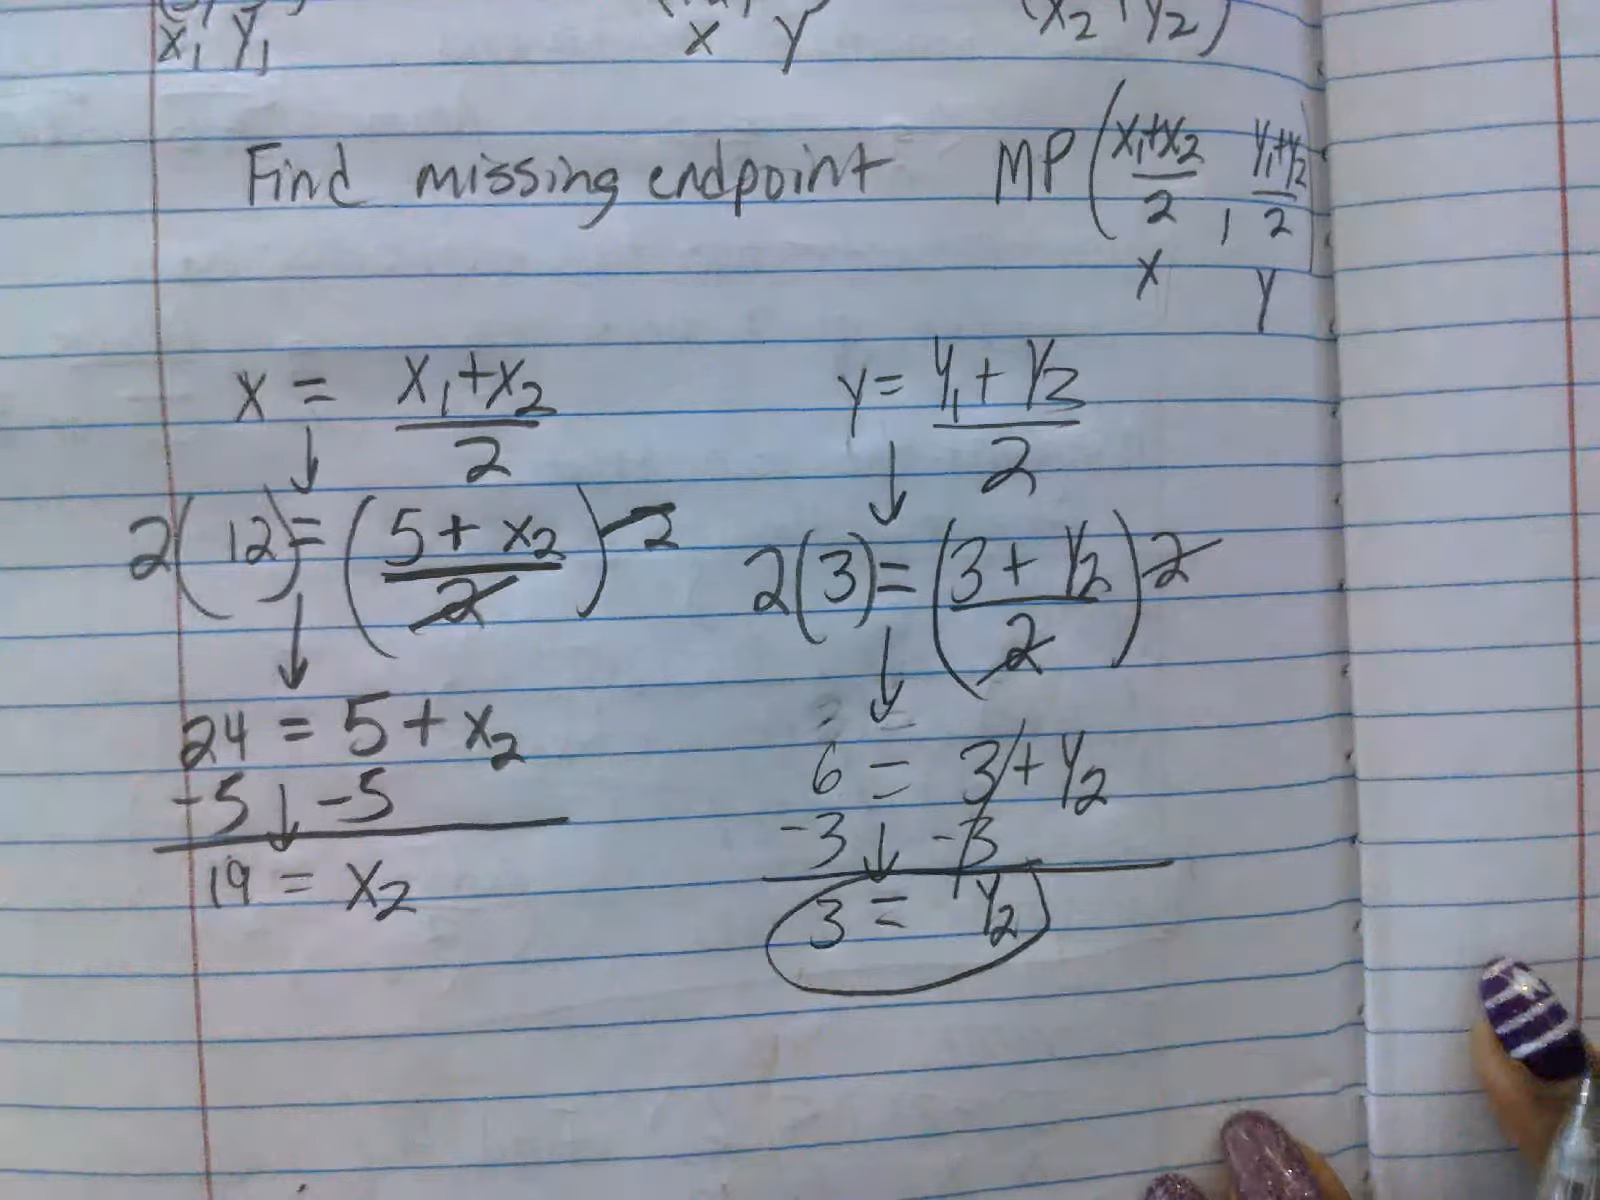 x₁ y₁ x y (x₂, y₂)
Find missing endpoint MP (x₁+x₂/2 , y₁+y₂/2)
x y
x = x₁+x₂/2
2(12) = (5 + x₂/2) 2
24 = 5 + x₂
-5 -5
19 = x₂
y = y₁ + y₂/2
2(3) = (3 + y₂/2) 2
6 = 3 + y₂
-3 -3
3 = y₂